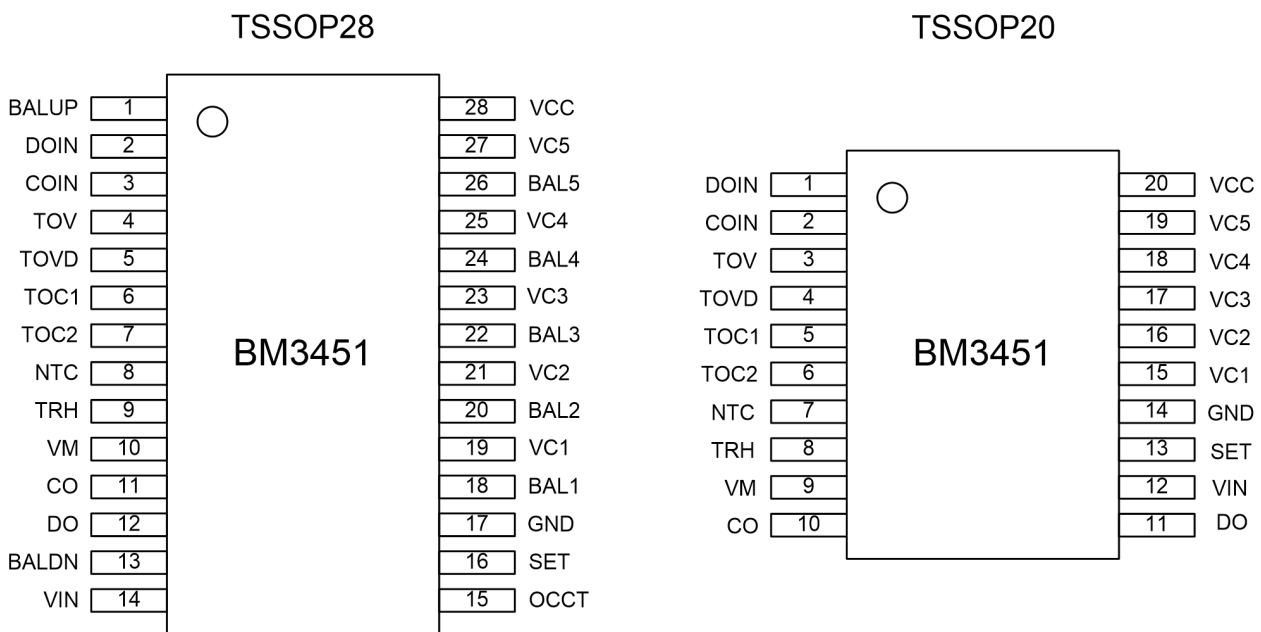 TSSOP28
BALUP 1 28 VCC
DOIN 2 27 VC5
COIN 3 26 BAL5
TOV 4 25 VC4
TOVD 5 24 BAL4
TOC1 6 23 VC3
TOC2 7 22 BAL3
BM3451
NTC 8 21 VC2
TRH 9 20 BAL2
VM 10 19 VC1
CO 11 18 BAL1
DO 12 17 GND
BALDN 13 16 SET
VIN 14 15 OCCT
TSSOP20
DOIN 1 20 VCC
COIN 2 19 VC5
TOV 3 18 VC4
TOVD 4 17 VC3
TOC1 5 16 VC2
BM3451
TOC2 6 15 VC1
NTC 7 14 GND
TRH 8 13 SET
VM 9 12 VIN
CO 10 11 DO